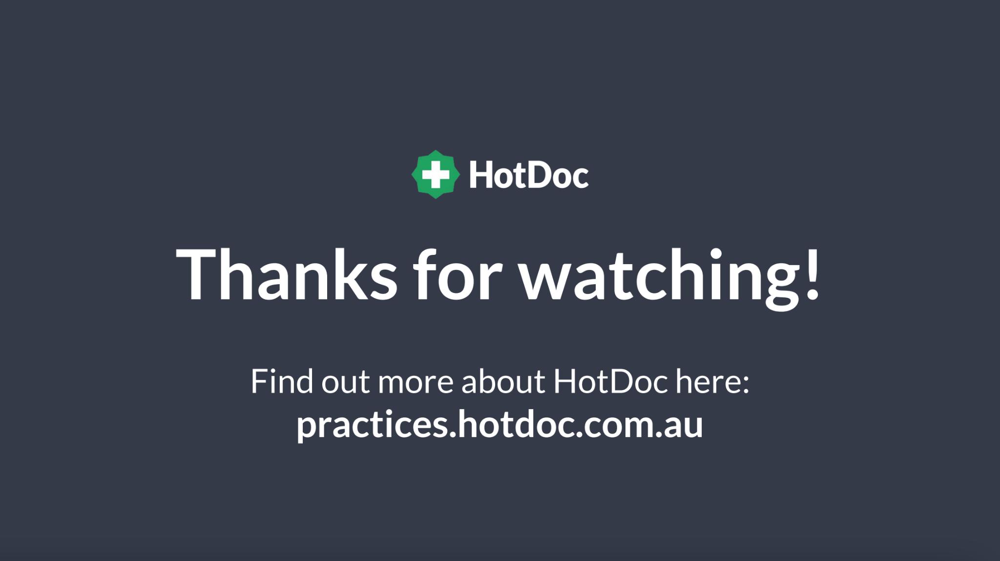 HotDoc
Thanks for watching!
Find out more about HotDoc here:
practices.hotdoc.com.au